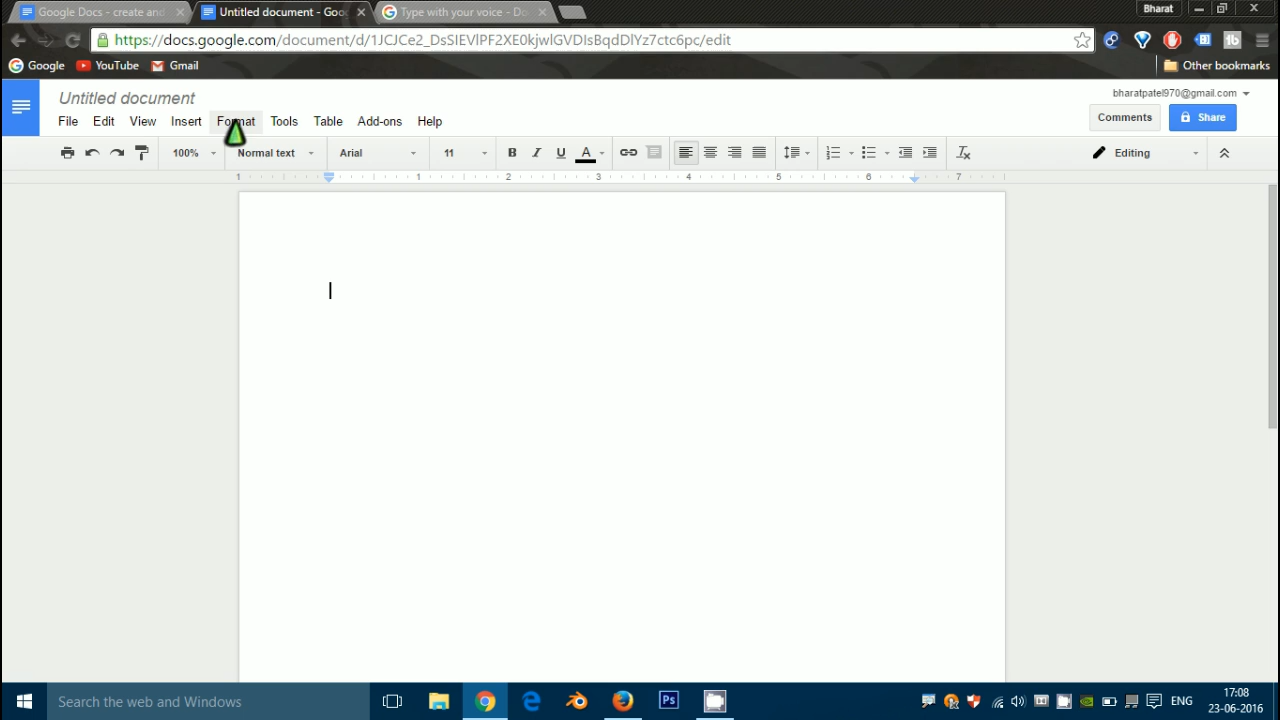 Google Docs - create and
Untitled document - Goo
Type with your voice - Do
Bharat
https://docs.google.com/document/d/1JCJCe2_DsSIEVlPF2XE0kjwlGVDIsBqdDlYz7ctc6pc/edit
Google YouTube Gmail Other bookmarks
Untitled document
bharatpatel970@gmail.com
File Edit View Insert Format Tools Table Add-ons Help
Comments Share
100% Normal text Arial 11 B I U A Editing
1 1 2 3 4 5 6 7
Search the web and Windows
Ps
ENG
17:08
23-06-2016